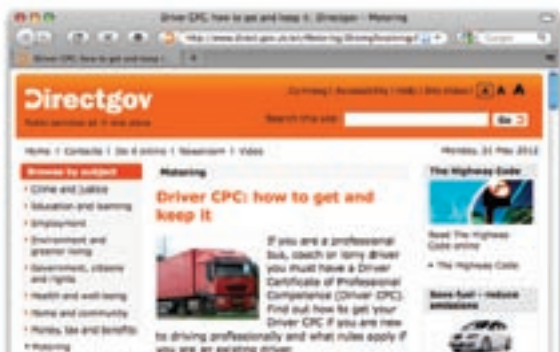 Driver CPC: how to get and keep it: Directgov - Motoring
Driver CPC: how to get and keep i...
Directgov
Public services all in one place
Cymraeg | Accessibility | Help | Site index | A A A
Search this site
Go
Home | Contacts | Do it online | Newsroom | Video
Monday, 21 May 2012
Browse by subject
Crime and justice
Education and learning
Employment
Environment and
greener living
Government, citizens
and rights
Health and well-being
Home and community
Money, tax and benefits
Motoring
Motoring
Driver CPC: how to get and
keep it
If you are a professional
bus, coach or lorry driver
you must have a Driver
Certificate of Professional
Competence (Driver CPC).
Find out how to get your
Driver CPC if you are new
to driving professionally and what rules apply if
you are an existing driver.
The Highway Code
Read The Highway
Code online
The Highway Code
Save fuel - reduce
emissions